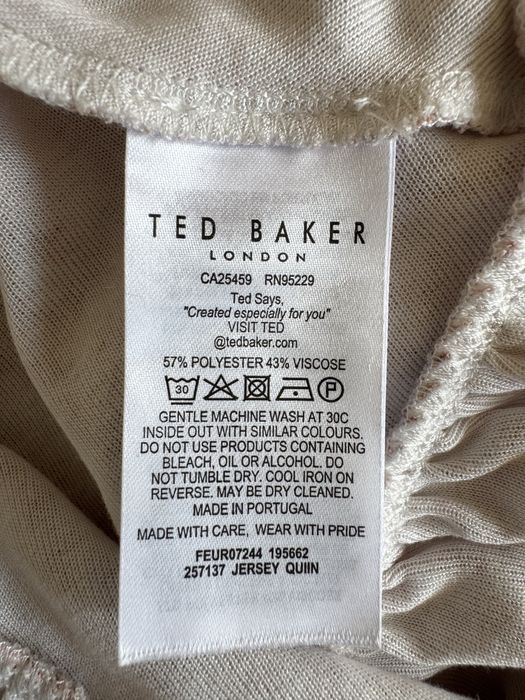 TED BAKER
LONDON
CA25459 RN95229
Ted Says,
"Created especially for you"
VISIT TED
@tedbaker.com
57% POLYESTER 43% VISCOSE
30 P
GENTLE MACHINE WASH AT 30C
INSIDE OUT WITH SIMILAR COLOURS.
DO NOT USE PRODUCTS CONTAINING
BLEACH, OIL OR ALCOHOL. DO
NOT TUMBLE DRY. COOL IRON ON
REVERSE. MAY BE DRY CLEANED.
MADE IN PORTUGAL
MADE WITH CARE, WEAR WITH PRIDE
FEUR07244 195662
257137 JERSEY QUIIN